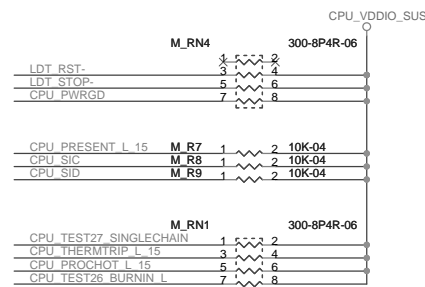 CPU_VDDIO_SUS
M_RN4 300-8P4R-06
1 2
LDT_RST- 3 4
LDT_STOP- 5 6
CPU_PWRGD 7 8
CPU_PRESENT_L_15 M_R7 1 2 10K-04
CPU_SIC M_R8 1 2 10K-04
CPU_SID M_R9 1 2 10K-04
M_RN1 300-8P4R-06
CPU_TEST27_SINGLECHAIN 1 2
CPU_THERMTRIP_L_15 3 4
CPU_PROCHOT_L_15 5 6
CPU_TEST26_BURNIN_L 7 8